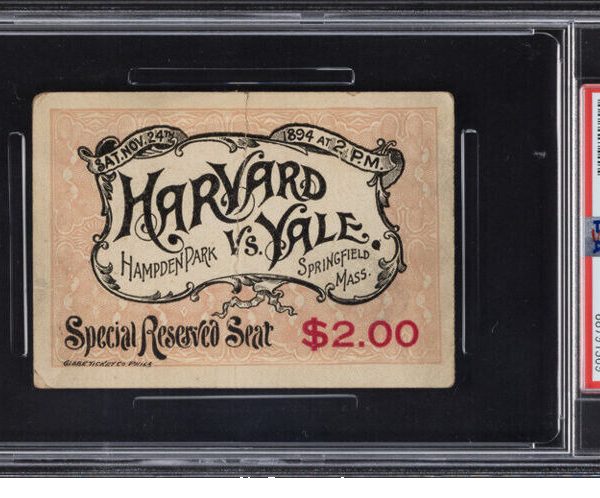 SAT. NOV. 24TH 1894 AT 2 P.M.
HARVARD
VS. YALE.
HAMPDEN PARK SPRINGFIELD MASS.
Special Reserved Seat $2.00
GLOBE TICKET CO. PHILA